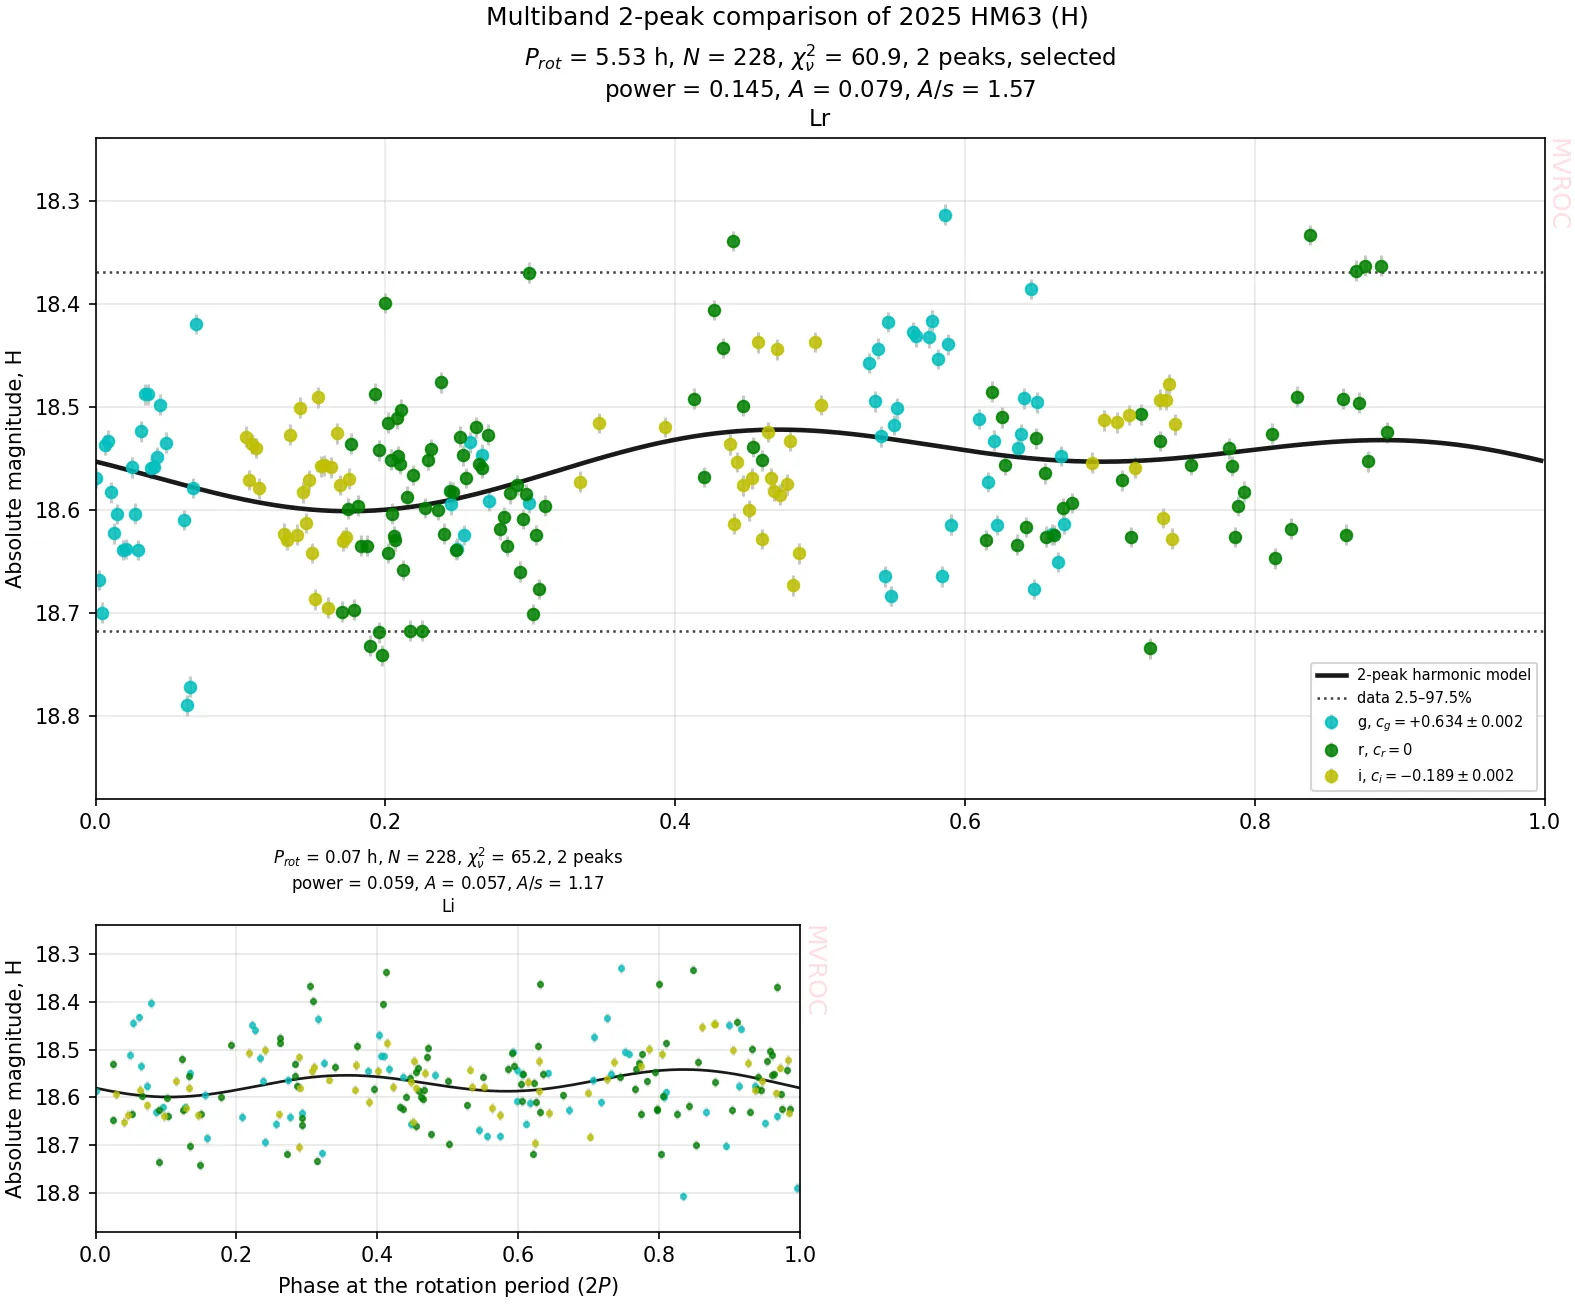 Multiband 2-peak comparison of 2025 HM63 (H)
P_rot = 5.53 h, N = 228, χ²_ν = 60.9, 2 peaks, selected
power = 0.145, A = 0.079, A/s = 1.57
Lr
MVROC
Absolute magnitude, H
18.3
18.4
18.5
18.6
18.7
18.8
2-peak harmonic model
data 2.5–97.5%
g, c_g = +0.634 ± 0.002
r, c_r = 0
i, c_i = −0.189 ± 0.002
0.0 0.2 0.4 0.6 0.8 1.0
P_rot = 0.07 h, N = 228, χ²_ν = 65.2, 2 peaks
power = 0.059, A = 0.057, A/s = 1.17
Li
MVROC
Absolute magnitude, H
18.3
18.4
18.5
18.6
18.7
18.8
0.0 0.2 0.4 0.6 0.8 1.0
Phase at the rotation period (2P)